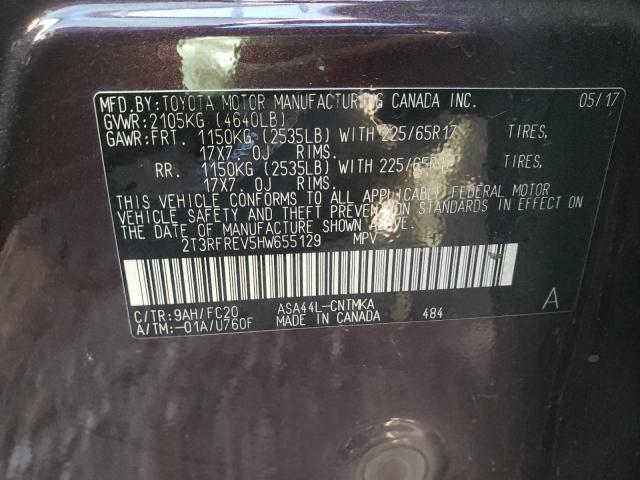 MFD.BY:TOYOTA MOTOR MANUFACTURING CANADA INC. 05/17
GVWR:2105KG (4640LB)
GAWR:FRT. 1150KG (2535LB) WITH 225/65R17 TIRES,
17X7.0J RIMS.
RR. 1150KG (2535LB) WITH 225/65R17 TIRES,
17X7.0J RIMS.
THIS VEHICLE CONFORMS TO ALL APPLICABLE FEDERAL MOTOR
VEHICLE SAFETY AND THEFT PREVENTION STANDARDS IN EFFECT ON
THE DATE OF MANUFACTURE SHOWN ABOVE.
2T3RFREV5HW655129 MPV
C/TR:9AH/FC20 ASA44L-CNTMKA A
A/TM:-01A/U760F MADE IN CANADA 484